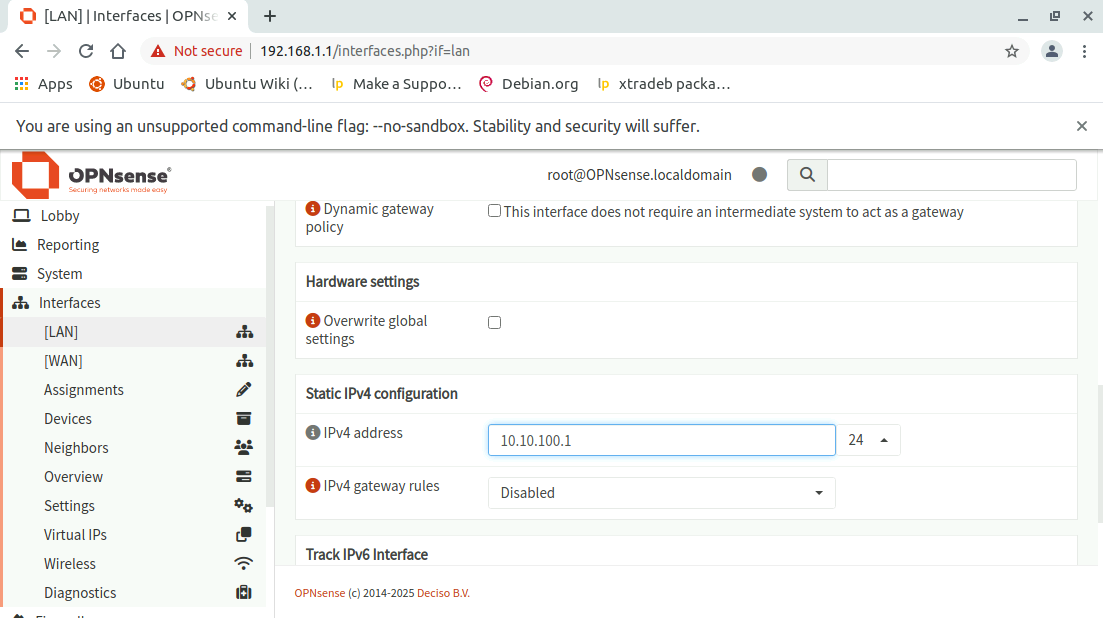 [LAN] | Interfaces | OPNse
Not secure
192.168.1.1/interfaces.php?if=lan
Apps
Ubuntu
Ubuntu Wiki (…
lp Make a Suppo…
Debian.org
lp xtradeb packa…
You are using an unsupported command-line flag: --no-sandbox. Stability and security will suffer.
OPNsense®
Securing networks made easy
root@OPNsense.localdomain
Lobby
Reporting
System
Interfaces
[LAN]
[WAN]
Assignments
Devices
Neighbors
Overview
Settings
Virtual IPs
Wireless
Diagnostics
Dynamic gateway
policy
This interface does not require an intermediate system to act as a gateway
Hardware settings
Overwrite global
settings
Static IPv4 configuration
IPv4 address
10.10.100.1
24
IPv4 gateway rules
Disabled
Track IPv6 Interface
OPNsense (c) 2014-2025 Deciso B.V.